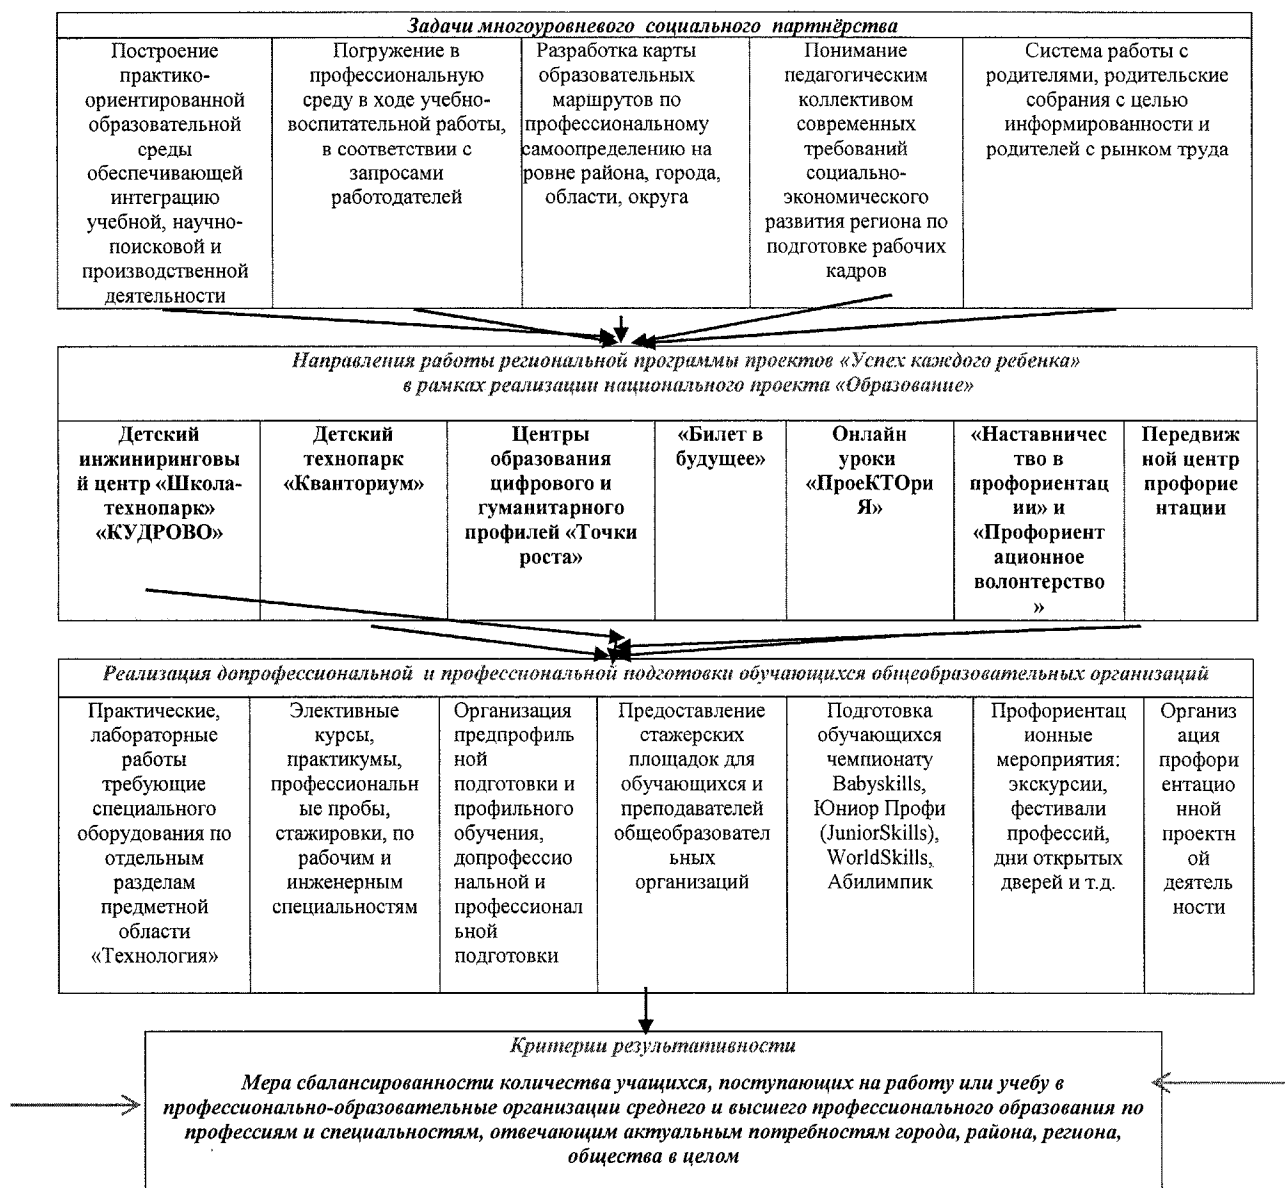 Задачи многоуровневого социального партнёрства
Построение
практико-
ориентированной
образовательной
среды
обеспечивающей
интеграцию
учебной, научно-
поисковой и
производственной
деятельности
Погружение в
профессиональную
среду в ходе учебно-
воспитательной работы,
в соответствии с
запросами
работодателей
Разработка карты
образовательных
маршрутов по
профессиональному
самоопределению на
ровне района, города,
области, округа
Понимание
педагогическим
коллективом
современных
требований
социально-
экономического
развития региона по
подготовке рабочих
кадров
Система работы с
родителями, родительские
собрания с целью
информированности и
родителей с рынком труда
Направления работы региональной программы проектов «Успех каждого ребенка»
в рамках реализации национального проекта «Образование»
Детский
инжиниринговы
й центр «Школа-
технопарк»
«КУДРОВО»
Детский
технопарк
«Кванториум»
Центры
образования
цифрового и
гуманитарного
профилей «Точки
роста»
«Билет в
будущее»
Онлайн
уроки
«ПроеКТОри
Я»
«Наставничес
тво в
профориентац
ии» и
«Профориент
ационное
волонтерство
»
Передвиж
ной центр
профорие
нтации
Реализация допрофессиональной и профессиональной подготовки обучающихся общеобразовательных организаций
Практические,
лабораторные
работы
требующие
специального
оборудования по
отдельным
разделам
предметной
области
«Технология»
Элективные
курсы,
практикумы,
профессиональн
ые пробы,
стажировки, по
рабочим и
инженерным
специальностям
Организация
предпрофиль
ной
подготовки и
профильного
обучения,
допрофессио
нальной и
профессионал
ьной
подготовки
Предоставление
стажерских
площадок для
обучающихся и
преподавателей
общеобразовател
ьных
организаций
Подготовка
обучающихся
чемпионату
Babyskills,
Юниор Профи
(JuniorSkills),
WorldSkills,
Абилимпик
Профориентац
ионные
мероприятия:
экскурсии,
фестивали
профессий,
дни открытых
дверей и т.д.
Организ
ация
профори
ентацио
нной
проектн
ой
деятель
ности
Критерии результативности
Мера сбалансированности количества учащихся, поступающих на работу или учебу в
профессионально-образовательные организации среднего и высшего профессионального образования по
профессиям и специальностям, отвечающим актуальным потребностям города, района, региона,
общества в целом